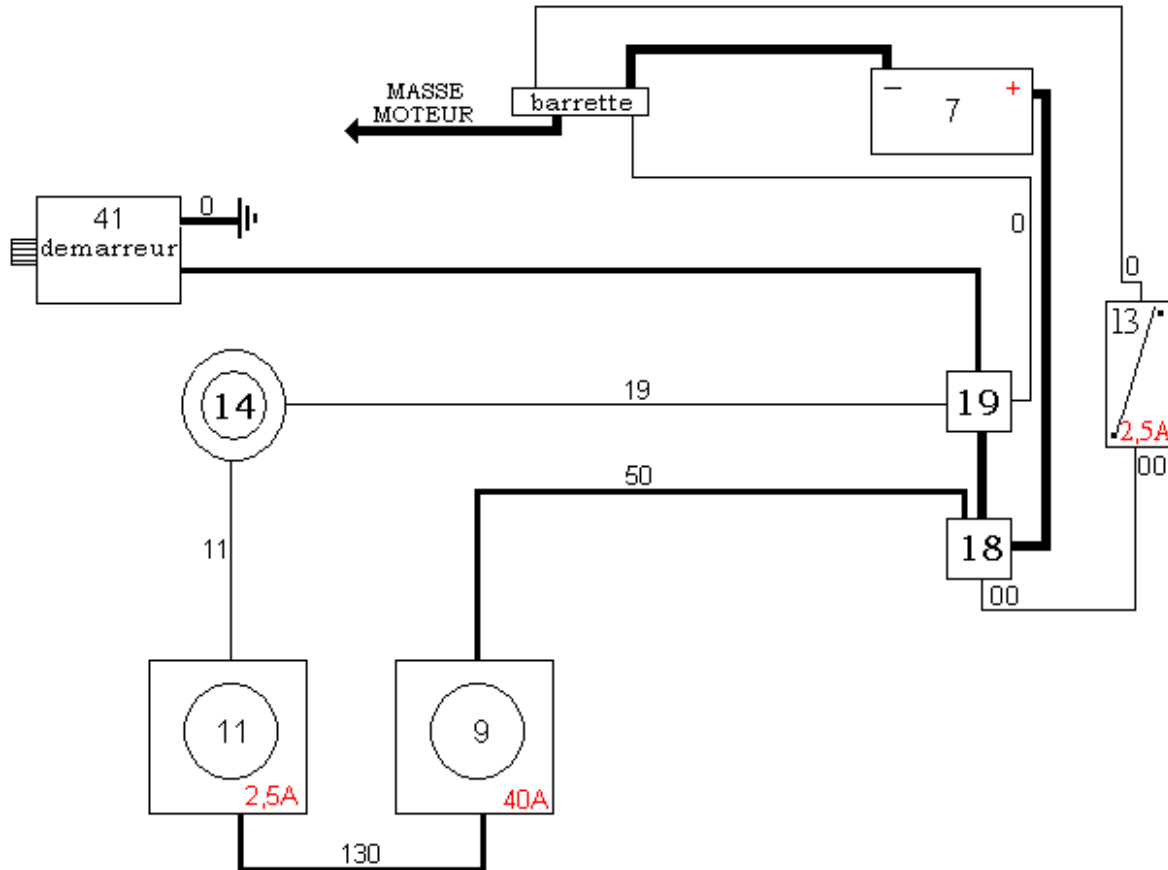 − +
7
MASSE
MOTEUR
barrette
41
demarreur
0
0
0
13
2,5A
00
14
19
19
50
18
00
11
11
2,5A
9
40A
130